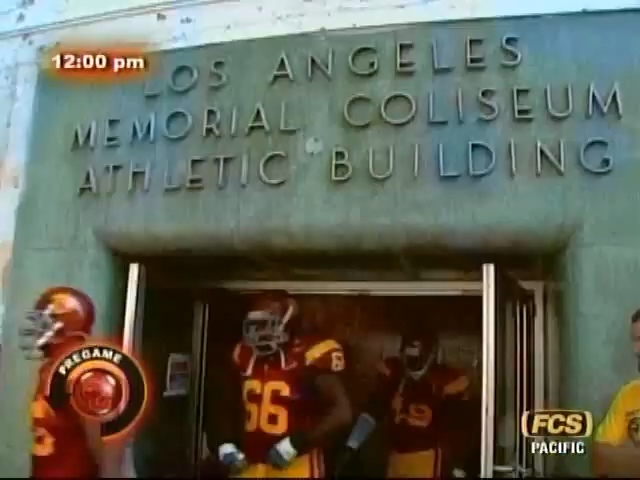 12:00 pm
LOS ANGELES
MEMORIAL COLISEUM
ATHLETIC BUILDING
PREGAME
66
FCS
PACIFIC